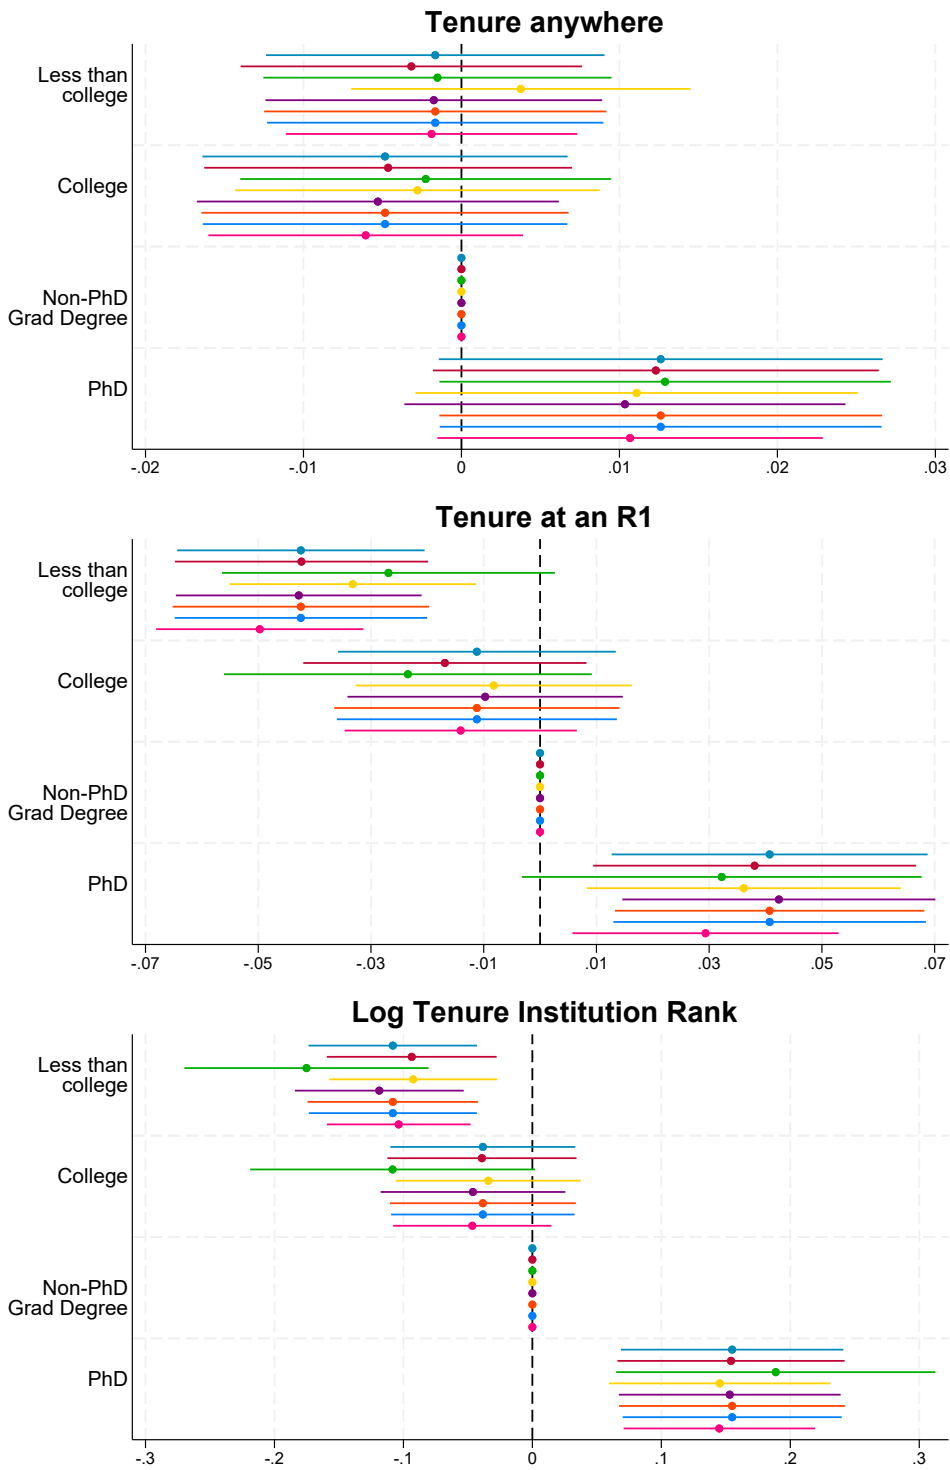 Tenure anywhere
Less than
college
College
Non-PhD
Grad Degree
PhD
-.02 -.01 0 .01 .02 .03
Tenure at an R1
Less than
college
College
Non-PhD
Grad Degree
PhD
-.07 -.05 -.03 -.01 .01 .03 .05 .07
Log Tenure Institution Rank
Less than
college
College
Non-PhD
Grad Degree
PhD
-.3 -.2 -.1 0 .1 .2 .3